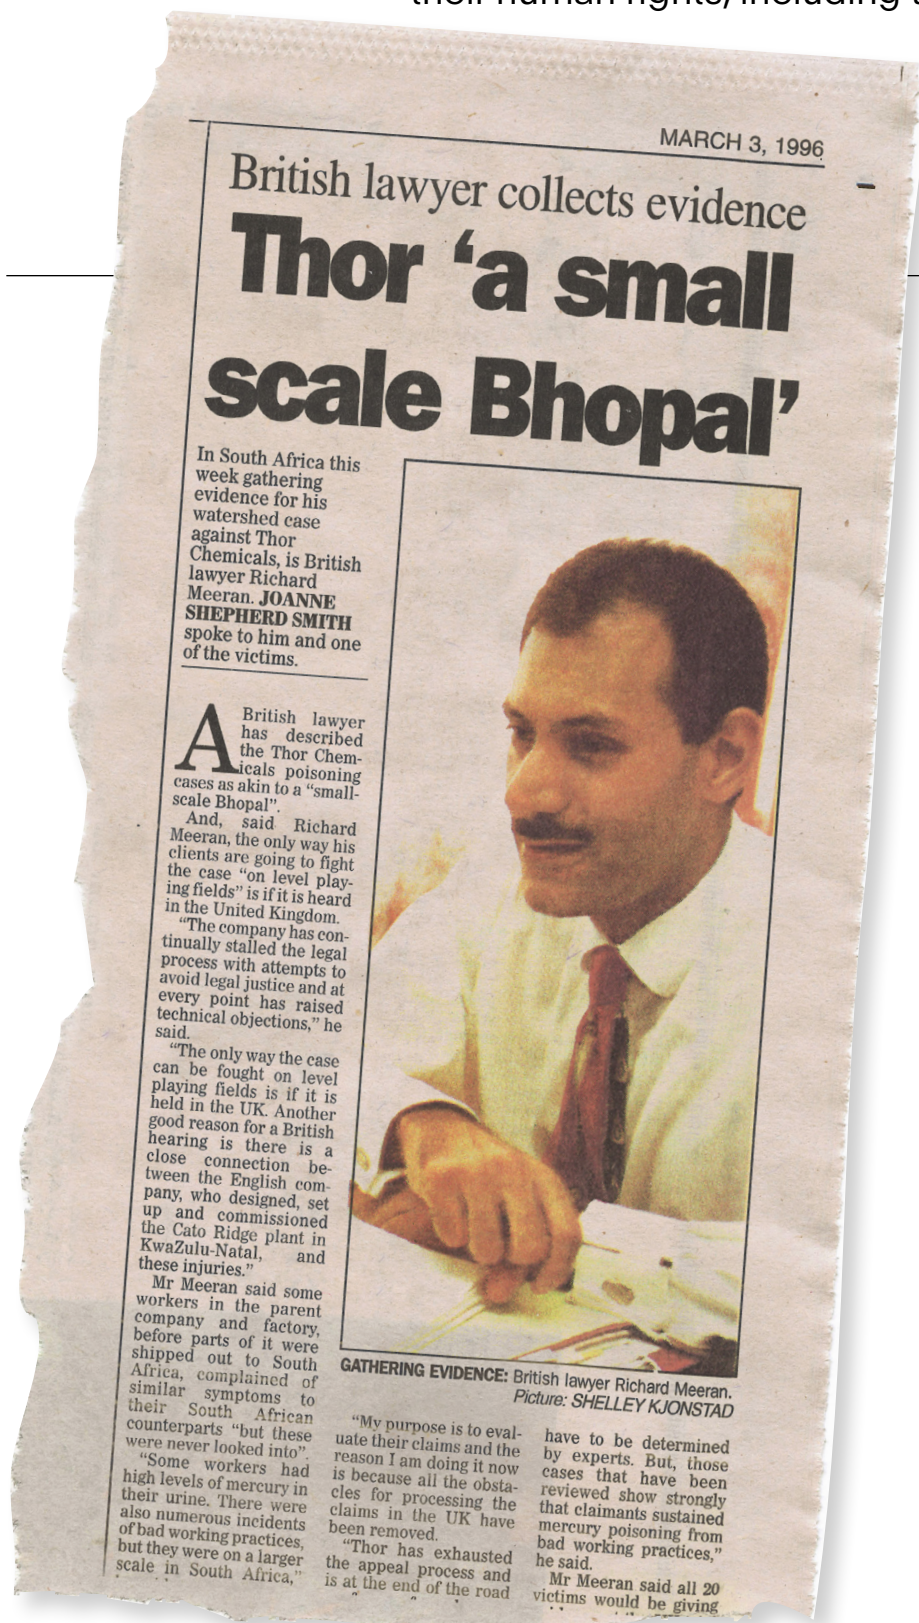 their human rights, including
MARCH 3, 1996
British lawyer collects evidence
Thor ‘a small
scale Bhopal’
In South Africa this
week gathering
evidence for his
watershed case
against Thor
Chemicals, is British
lawyer Richard
Meeran. JOANNE
SHEPHERD SMITH
spoke to him and one
of the victims.
A British lawyer
has described
the Thor Chem-
icals poisoning
cases as akin to a “small-
scale Bhopal”.
And, said Richard
Meeran, the only way his
clients are going to fight
the case “on level play-
ing fields” is if it is heard
in the United Kingdom.
“The company has con-
tinually stalled the legal
process with attempts to
avoid legal justice and at
every point has raised
technical objections,” he
said.
“The only way the case
can be fought on level
playing fields is if it is
held in the UK. Another
good reason for a British
hearing is there is a
close connection be-
tween the English com-
pany, who designed, set
up and commissioned
the Cato Ridge plant in
KwaZulu-Natal, and
these injuries.”
Mr Meeran said some
workers in the parent
company and factory,
before parts of it were
shipped out to South
Africa, complained of
similar symptoms to
their South African
counterparts “but these
were never looked into”.
“Some workers had
high levels of mercury in
their urine. There were
also numerous incidents
of bad working practices,
but they were on a larger
scale in South Africa,”
GATHERING EVIDENCE: British lawyer Richard Meeran.
Picture: SHELLEY KJONSTAD
“My purpose is to eval-
uate their claims and the
reason I am doing it now
is because all the obsta-
cles for processing the
claims in the UK have
been removed.
“Thor has exhausted
the appeal process and
is at the end of the road
have to be determined
by experts. But, those
cases that have been
reviewed show strongly
that claimants sustained
mercury poisoning from
bad working practices,”
he said.
Mr Meeran said all 20
victims would be giving